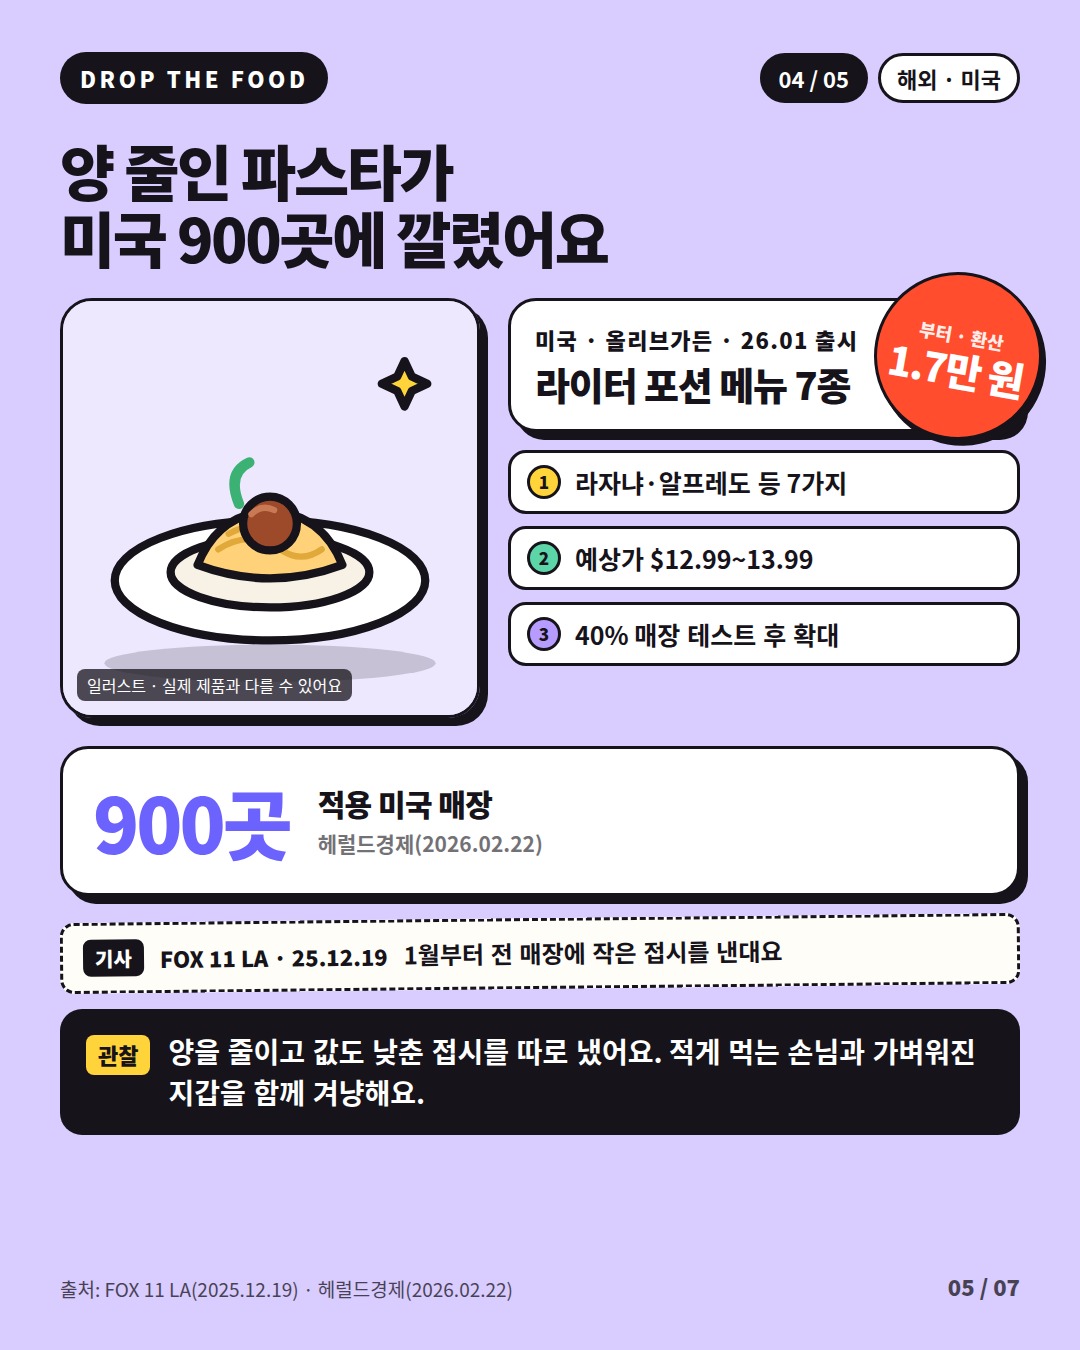 DROP THE FOOD
04 / 05
해외 · 미국
양 줄인 파스타가
미국 900곳에 깔렸어요
미국 · 올리브가든 · 26.01 출시
라이터 포션 메뉴 7종
부터 · 환산
1.7만 원
1 라자냐·알프레도 등 7가지
2 예상가 $12.99~13.99
3 40% 매장 테스트 후 확대
일러스트 · 실제 제품과 다를 수 있어요
900곳
적용 미국 매장
헤럴드경제(2026.02.22)
기사 FOX 11 LA · 25.12.19 1월부터 전 매장에 작은 접시를 낸대요
관찰 양을 줄이고 값도 낮춘 접시를 따로 냈어요. 적게 먹는 손님과 가벼워진
지갑을 함께 겨냥해요.
출처: FOX 11 LA(2025.12.19) · 헤럴드경제(2026.02.22)
05 / 07